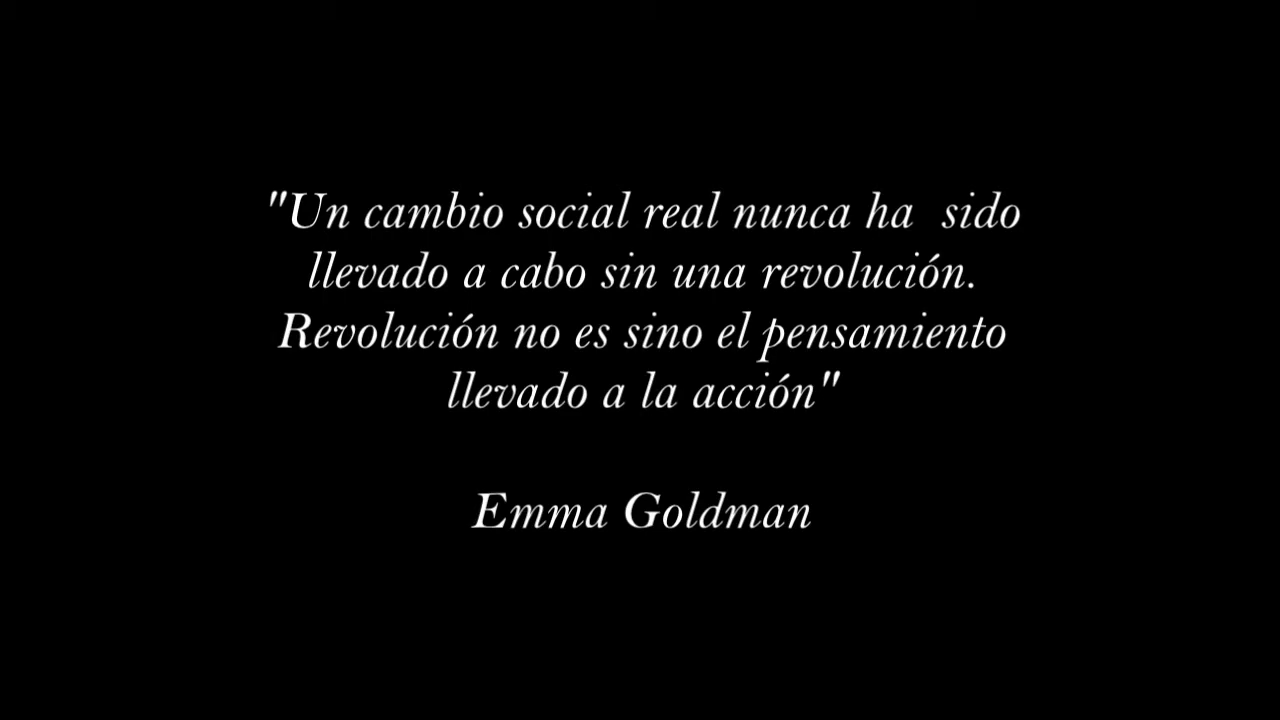 "Un cambio social real nunca ha  sido
llevado a cabo sin una revolución.
Revolución no es sino el pensamiento
llevado a la acción"
Emma Goldman